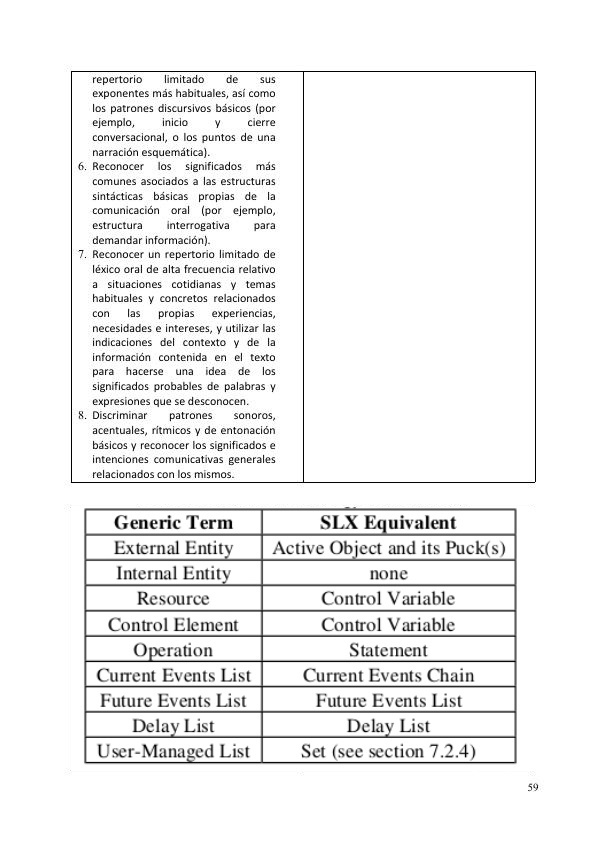 repertorio limitado de sus
exponentes más habituales, así como
los patrones discursivos básicos (por
ejemplo, inicio y cierre
conversacional, o los puntos de una
narración esquemática).
6. Reconocer los significados más
comunes asociados a las estructuras
sintácticas básicas propias de la
comunicación oral (por ejemplo,
estructura interrogativa para
demandar información).
7. Reconocer un repertorio limitado de
léxico oral de alta frecuencia relativo
a situaciones cotidianas y temas
habituales y concretos relacionados
con las propias experiencias,
necesidades e intereses, y utilizar las
indicaciones del contexto y de la
información contenida en el texto
para hacerse una idea de los
significados probables de palabras y
expresiones que se desconocen.
8. Discriminar patrones sonoros,
acentuales, rítmicos y de entonación
básicos y reconocer los significados e
intenciones comunicativas generales
relacionados con los mismos.
Generic Term SLX Equivalent
External Entity Active Object and its Puck(s)
Internal Entity none
Resource Control Variable
Control Element Control Variable
Operation Statement
Current Events List Current Events Chain
Future Events List Future Events List
Delay List Delay List
User-Managed List Set (see section 7.2.4)
59